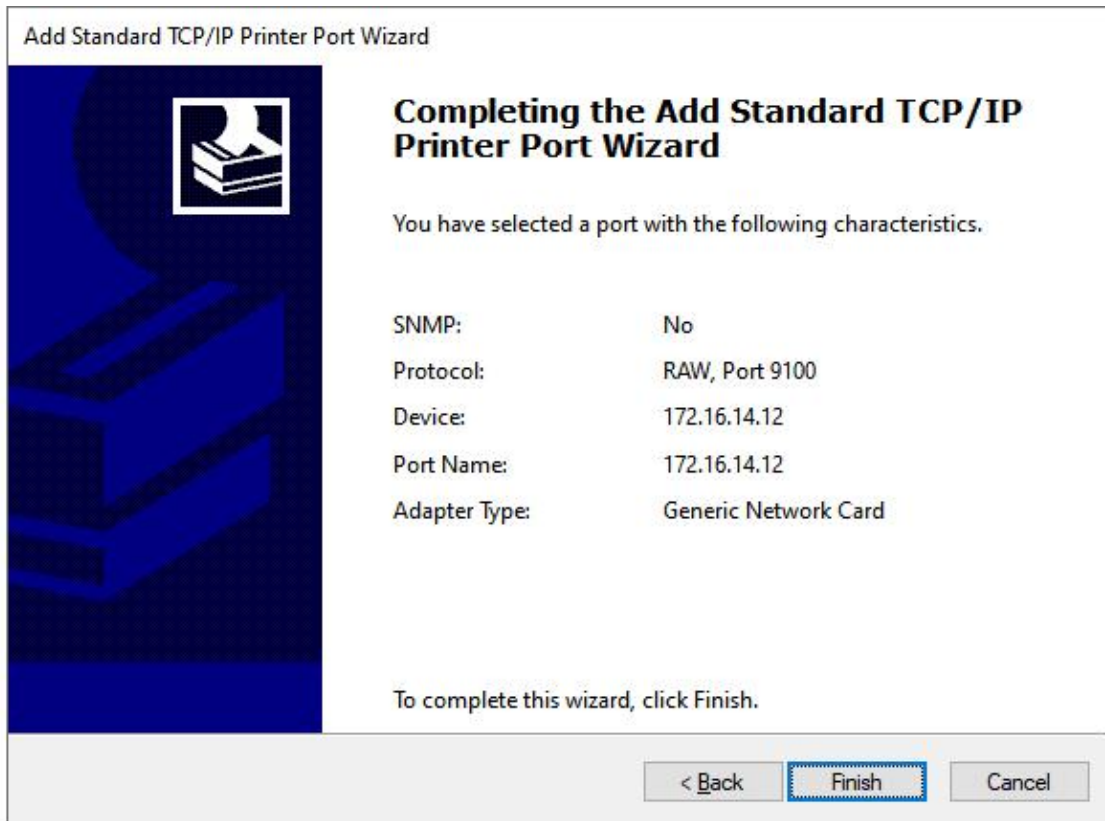 Add Standard TCP/IP Printer Port Wizard
Completing the Add Standard TCP/IP
Printer Port Wizard
You have selected a port with the following characteristics.
SNMP: No
Protocol: RAW, Port 9100
Device: 172.16.14.12
Port Name: 172.16.14.12
Adapter Type: Generic Network Card
To complete this wizard, click Finish.
< Back Finish Cancel